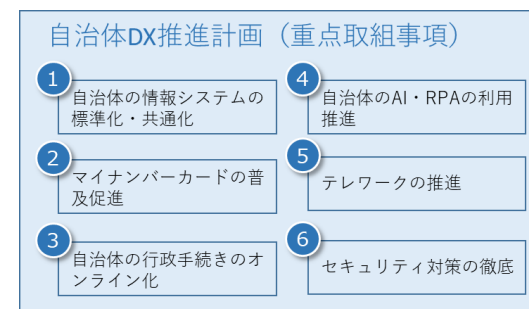 自治体DX推進計画（重点取組事項）
1
自治体の情報システムの
標準化・共通化
2
マイナンバーカードの普
及促進
3
自治体の行政手続きのオ
ンライン化
4
自治体のAI・RPAの利用
推進
5
テレワークの推進
6
セキュリティ対策の徹底